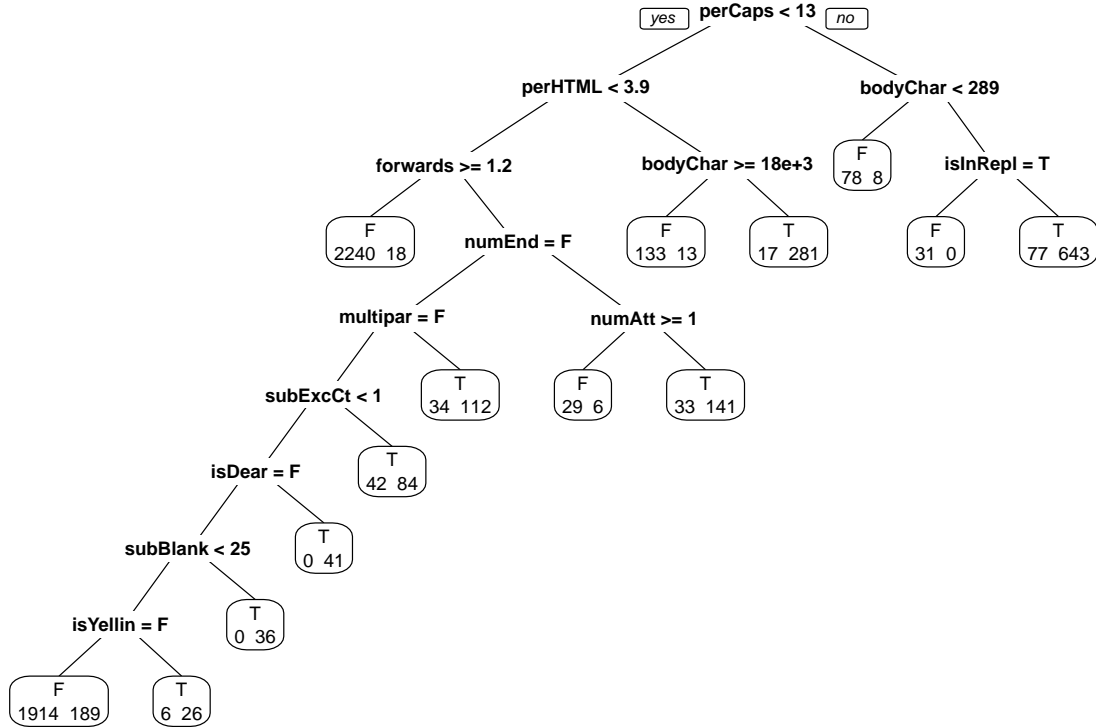 yes perCaps < 13 no
perHTML < 3.9 bodyChar < 289
forwards >= 1.2 bodyChar >= 18e+3 F isInRepl = T
78 8
F numEnd = F F T F T
2240 18 133 13 17 281 31 0 77 643
multipar = F numAtt >= 1
subExcCt < 1 T F T
34 112 29 6 33 141
isDear = F T
42 84
subBlank < 25 T
0 41
isYellin = F T
0 36
F T
1914 189 6 26